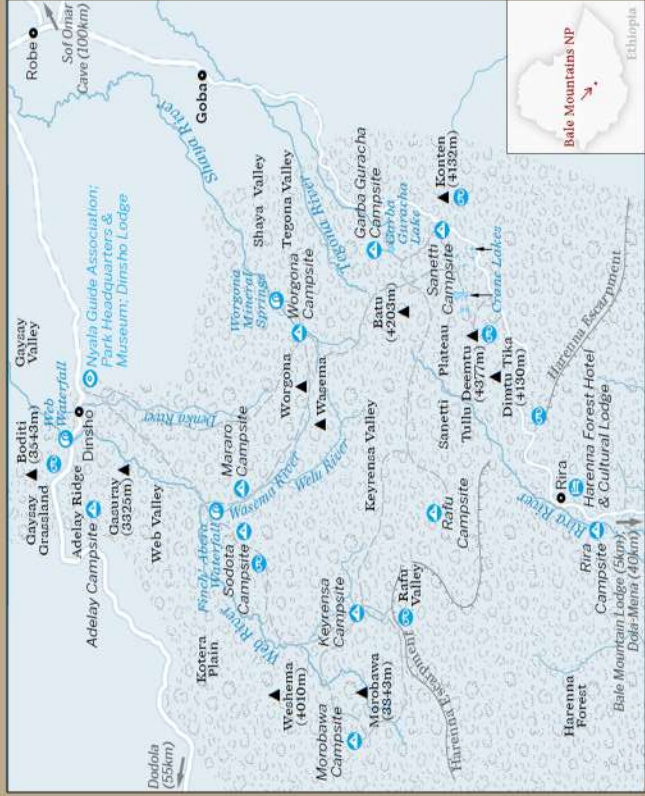 Dodola
(55km)
Gaysay
Grassland
Boditi
(3543m)
Gaysay
Valley
Web
Waterfall
Adelay Ridge
Dinsho
Nyala Guide Association;
Park Headquarters &
Museum; Dinsho Lodge
Robe
Sof Omar
Cave (100km)
Adelay Campsite
Gasuray
(3325m)
Web Valley
Denka River
Shaya River
Goba
Kotera
Plain
Finch'Abera
Waterfall
Sodota
Campsite
Mararo
Campsite
Wasema River
Welu River
Web River
Worgona
Mineral
Springs
Worgona
Campsite
Shaya Valley
Tegona Valley
Tegona River
Worgona
Wasema
Weshema
(4010m)
Morobawa
Campsite
Morobawa
(3343m)
Keyrensa
Campsite
Keyrensa Valley
Batu
(4203m)
Garba Guracha
Campsite
Garba
Guracha
Lake
Harenna Escarpment
Rafu
Valley
Rafu
Campsite
Sanetti Plateau
Sanetti
Campsite
Konten
(4132m)
Tullu Deemtu
(4377m)
Crane Lakes
Dimtu Tika
(4130m)
Harenna Escarpment
Harenna
Forest
Rira River
Rira
Rira
Campsite
Harenna Forest Hotel
& Cultural Lodge
Bale Mountain Lodge (5km);
Dola-Mena (40km)
Bale Mountains NP
Ethiopia